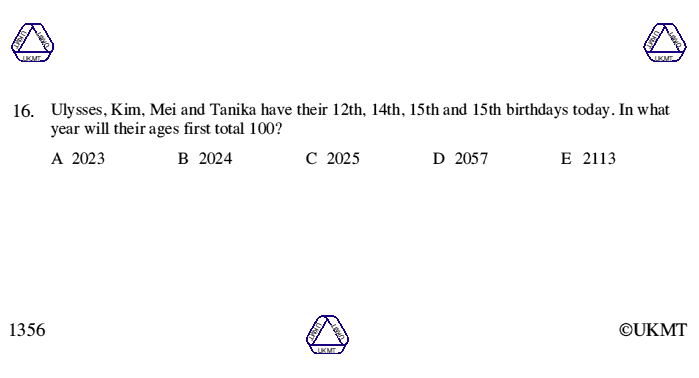 UKMT UKMT UKMT
UKMT UKMT UKMT
16. Ulysses, Kim, Mei and Tanika have their 12th, 14th, 15th and 15th birthdays today. In what
year will their ages first total 100?
A 2023 B 2024 C 2025 D 2057 E 2113
1356
UKMT UKMT UKMT
©UKMT